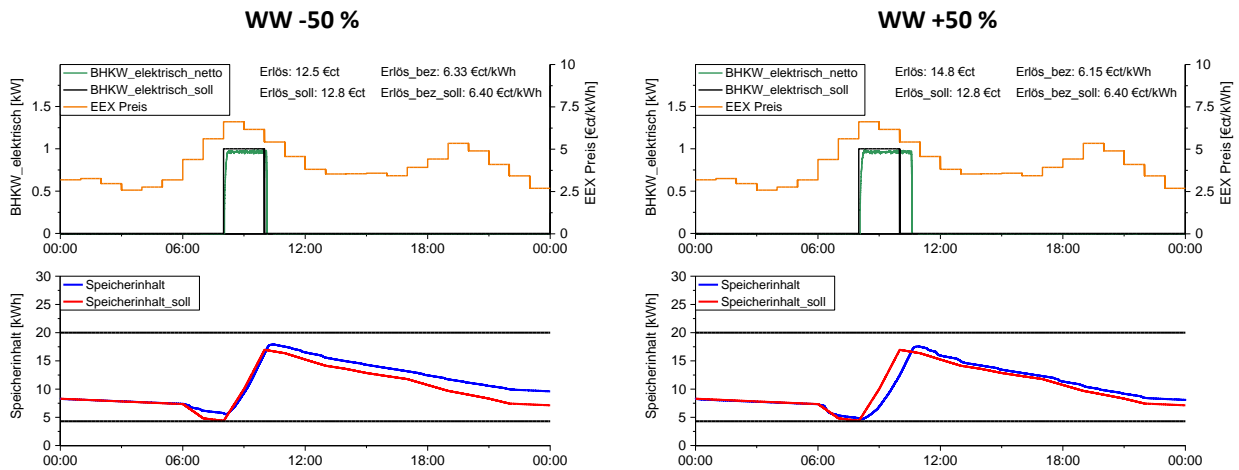 WW -50 %
BHKW_elektrisch [kW]
2
1.5
1
0.5
0
BHKW_elektrisch_netto
BHKW_elektrisch_soll
EEX Preis
Erlös: 12.5 €ct Erlös_bez: 6.33 €ct/kWh
Erlös_soll: 12.8 €ct Erlös_bez_soll: 6.40 €ct/kWh
10
7.5
5
2.5
0
EEX Preis [€ct/kWh]
00:00 06:00 12:00 18:00 00:00
Speicherinhalt [kWh]
30
25
20
15
10
5
0
Speicherinhalt
Speicherinhalt_soll
00:00 06:00 12:00 18:00 00:00
WW +50 %
BHKW_elektrisch [kW]
1.5
1
0.5
0
BHKW_elektrisch_netto
BHKW_elektrisch_soll
EEX Preis
Erlös: 14.8 €ct Erlös_bez: 6.15 €ct/kWh
Erlös_soll: 12.8 €ct Erlös_bez_soll: 6.40 €ct/kWh
10
7.5
5
2.5
0
EEX Preis [€ct/kWh]
00:00 06:00 12:00 18:00 00:00
Speicherinhalt [kWh]
30
25
20
15
10
5
0
Speicherinhalt
Speicherinhalt_soll
00:00 06:00 12:00 18:00 00:00